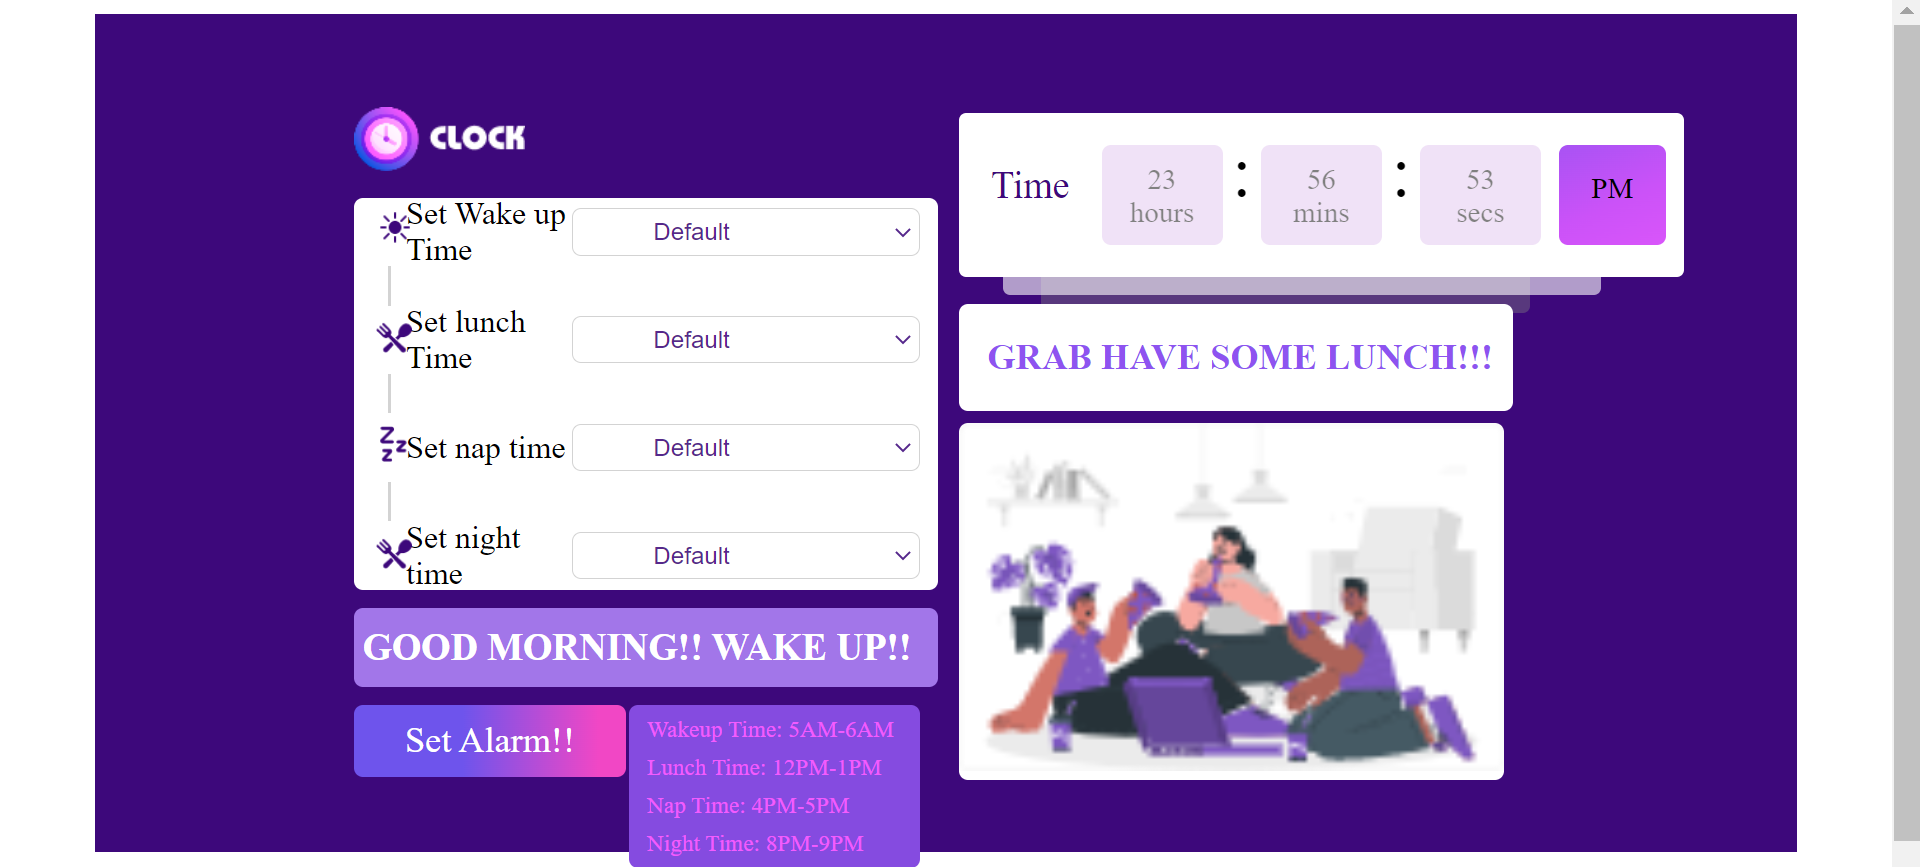 CLOCK
Set Wake up
Time
Default
Set lunch
Time
Default
Set nap time
Default
Set night
time
Default
GOOD MORNING!! WAKE UP!!
Set Alarm!!
Wakeup Time: 5AM-6AM
Lunch Time: 12PM-1PM
Nap Time: 4PM-5PM
Night Time: 8PM-9PM
Time
23
hours
:
56
mins
:
53
secs
PM
GRAB HAVE SOME LUNCH!!!